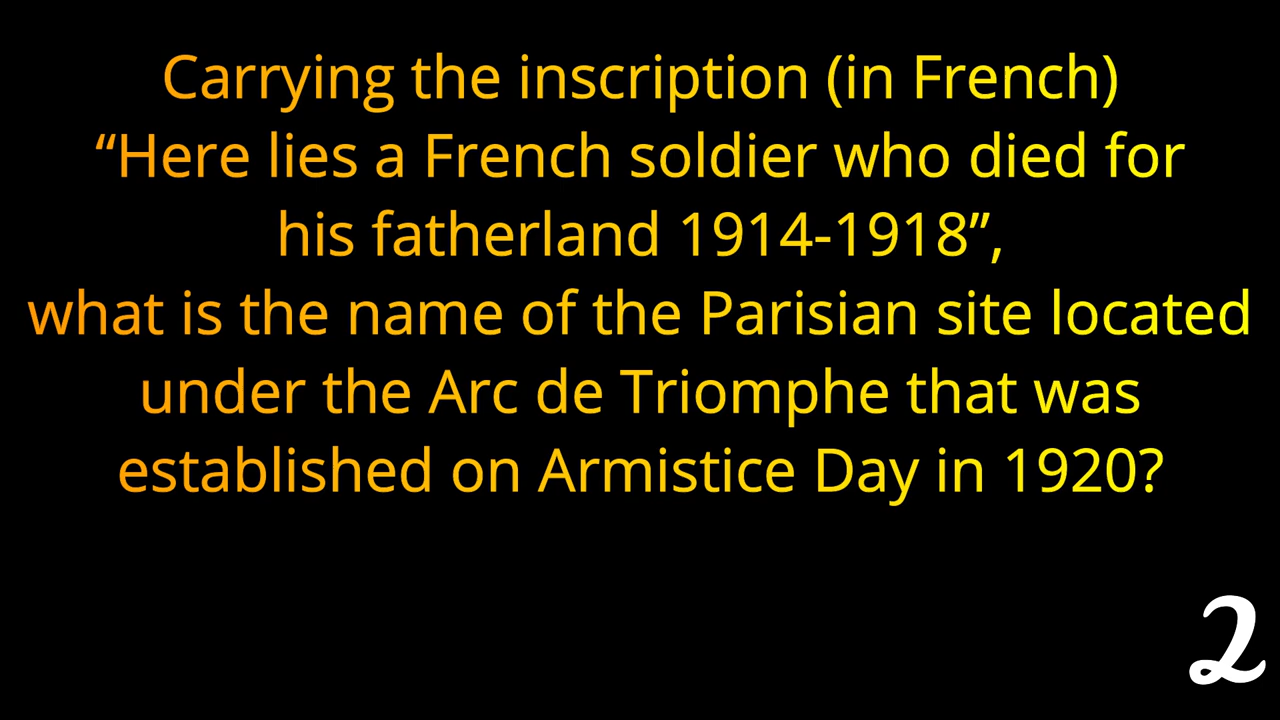 Carrying the inscription (in French)
“Here lies a French soldier who died for
his fatherland 1914-1918”,
what is the name of the Parisian site located
under the Arc de Triomphe that was
established on Armistice Day in 1920?
2